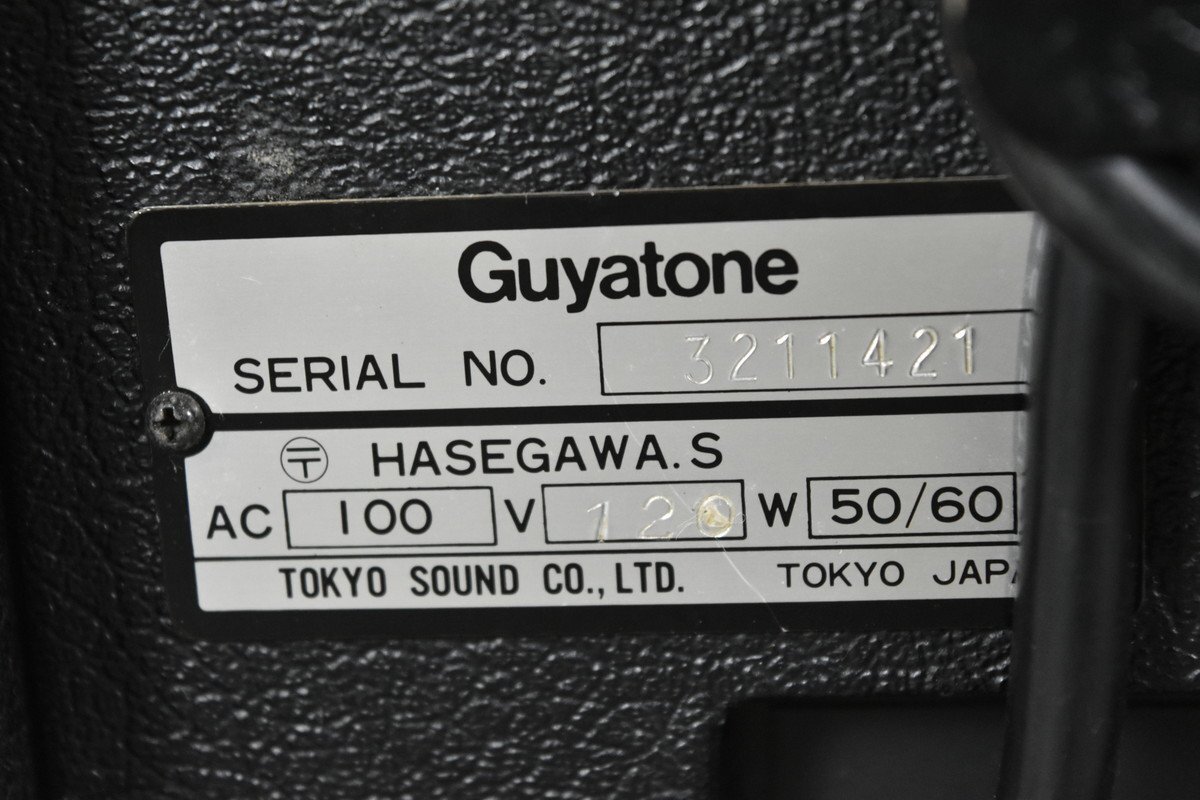 Guyatone
SERIAL NO. 3211421
〶 HASEGAWA.S
AC 100 V 120 W 50/60
TOKYO SOUND CO., LTD. TOKYO JAPA